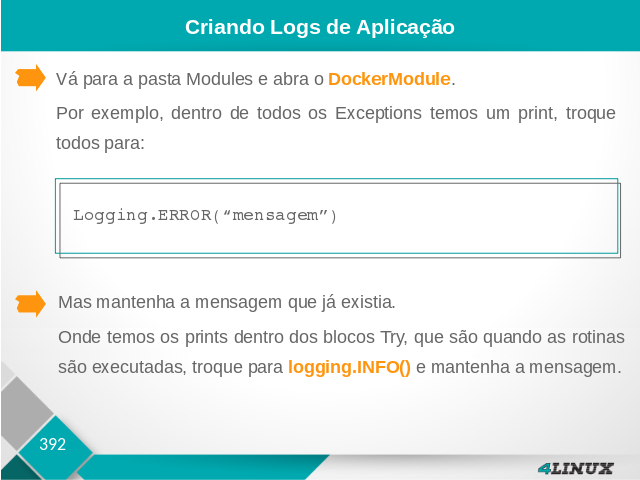 Criando Logs de Aplicação
Vá para a pasta Modules e abra o DockerModule.
Por exemplo, dentro de todos os Exceptions temos um print, troque
todos para:
Logging.ERROR(“mensagem”)
Mas mantenha a mensagem que já existia.
Onde temos os prints dentro dos blocos Try, que são quando as rotinas
são executadas, troque para logging.INFO() e mantenha a mensagem.
392
4LINUX